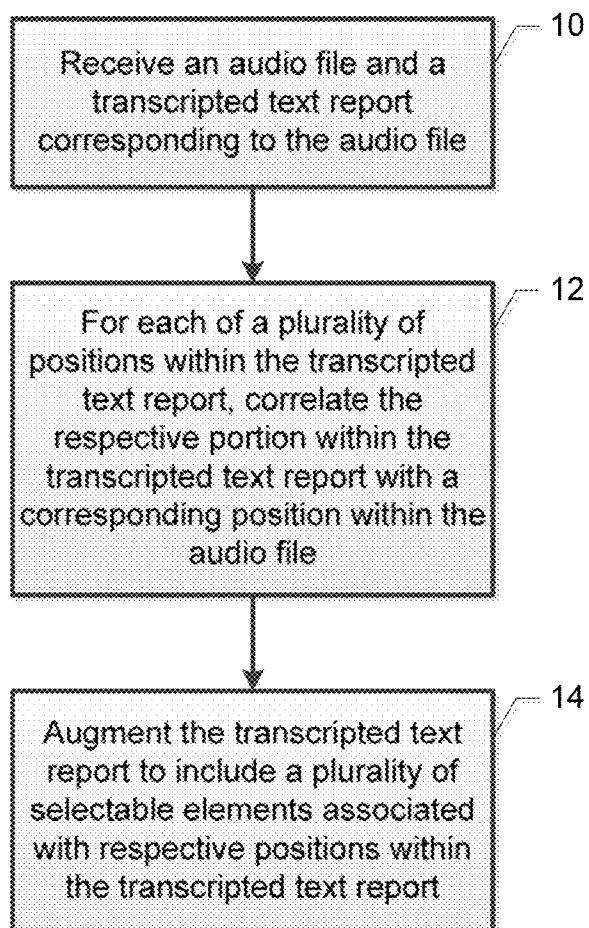 10
Receive an audio file and a
transcripted text report
corresponding to the audio file
12
For each of a plurality of
positions within the transcripted
text report, correlate the
respective portion within the
transcripted text report with a
corresponding position within the
audio file
14
Augment the transcripted text
report to include a plurality of
selectable elements associated
with respective positions within
the transcripted text report